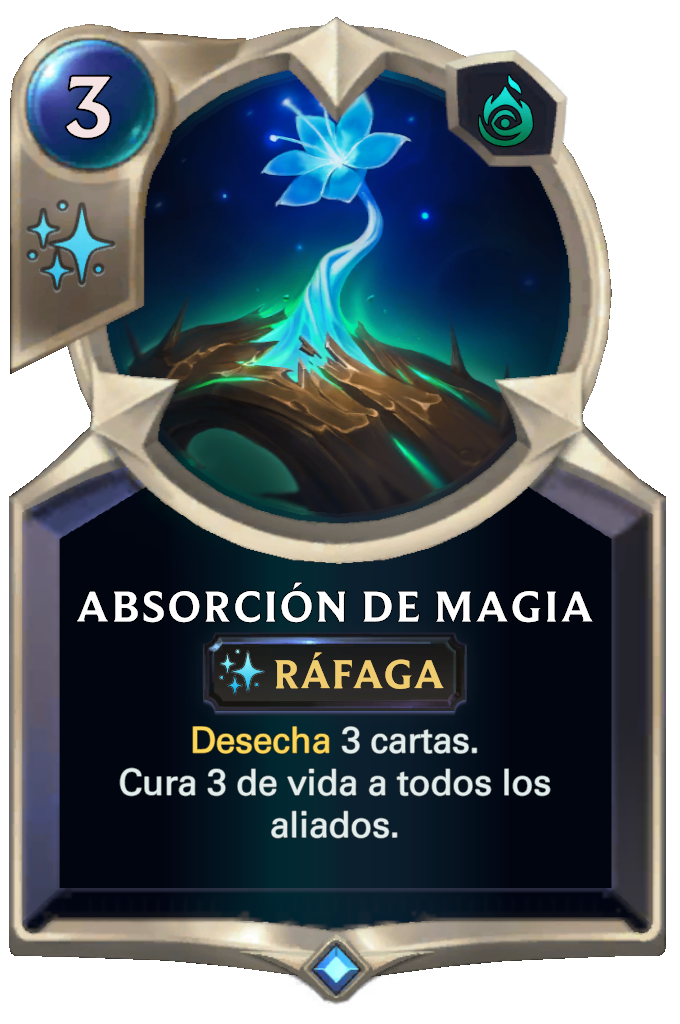 3
ABSORCIÓN DE MAGIA
RÁFAGA
Desecha 3 cartas.
Cura 3 de vida a todos los
aliados.